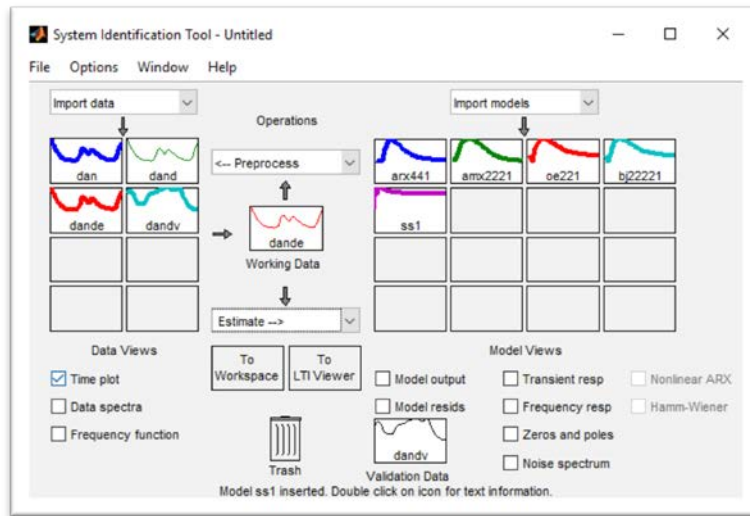 System Identification Tool - Untitled
File Options Window Help
Import data
Import models
Operations
<-- Preprocess
dan dand
arx441 amx2221 oe221 bj22221
dande dandv
ss1
dande
Working Data
Estimate -->
Data Views
Model Views
To Workspace
To LTI Viewer
Time plot
Data spectra
Frequency function
Model output
Model resids
Transient resp
Frequency resp
Zeros and poles
Noise spectrum
Nonlinear ARX
Hamm-Wiener
Trash
dandv
Validation Data
Model ss1 inserted. Double click on icon for text information.